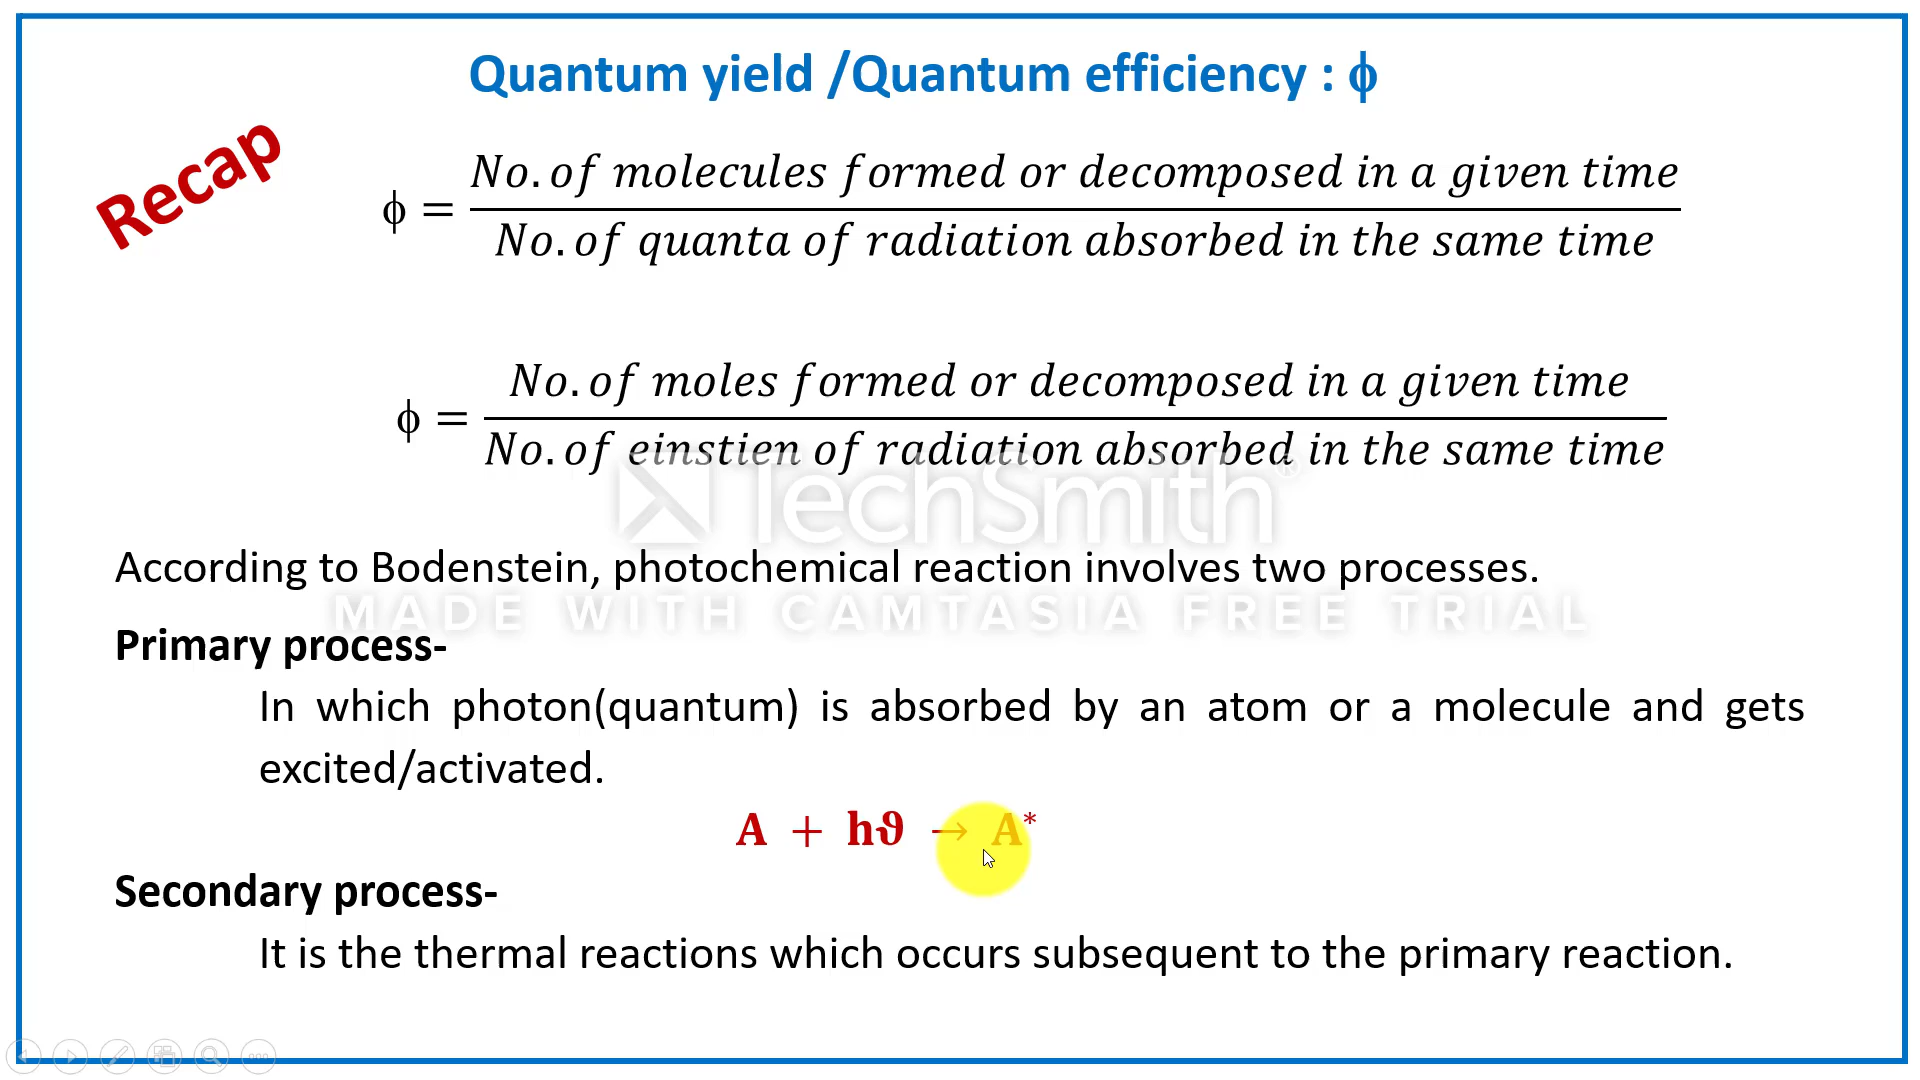 Quantum yield /Quantum efficiency : ϕ
Recap
ϕ = No. of molecules formed or decomposed in a given time
No. of quanta of radiation absorbed in the same time
ϕ = No. of moles formed or decomposed in a given time
No. of einstien of radiation absorbed in the same time
TechSmith®
According to Bodenstein, photochemical reaction involves two processes.
MADE WITH CAMTASIA FREE TRIAL
Primary process-
In which photon(quantum) is absorbed by an atom or a molecule and gets
excited/activated.
A + hϑ → A*
Secondary process-
It is the thermal reactions which occurs subsequent to the primary reaction.